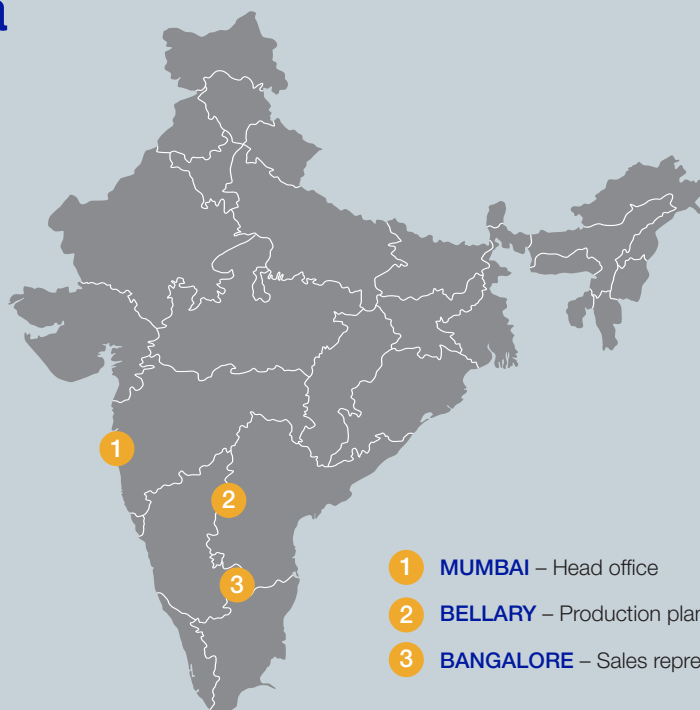 a
1
2
3
1 MUMBAI – Head office
2 BELLARY – Production plan
3 BANGALORE – Sales repre